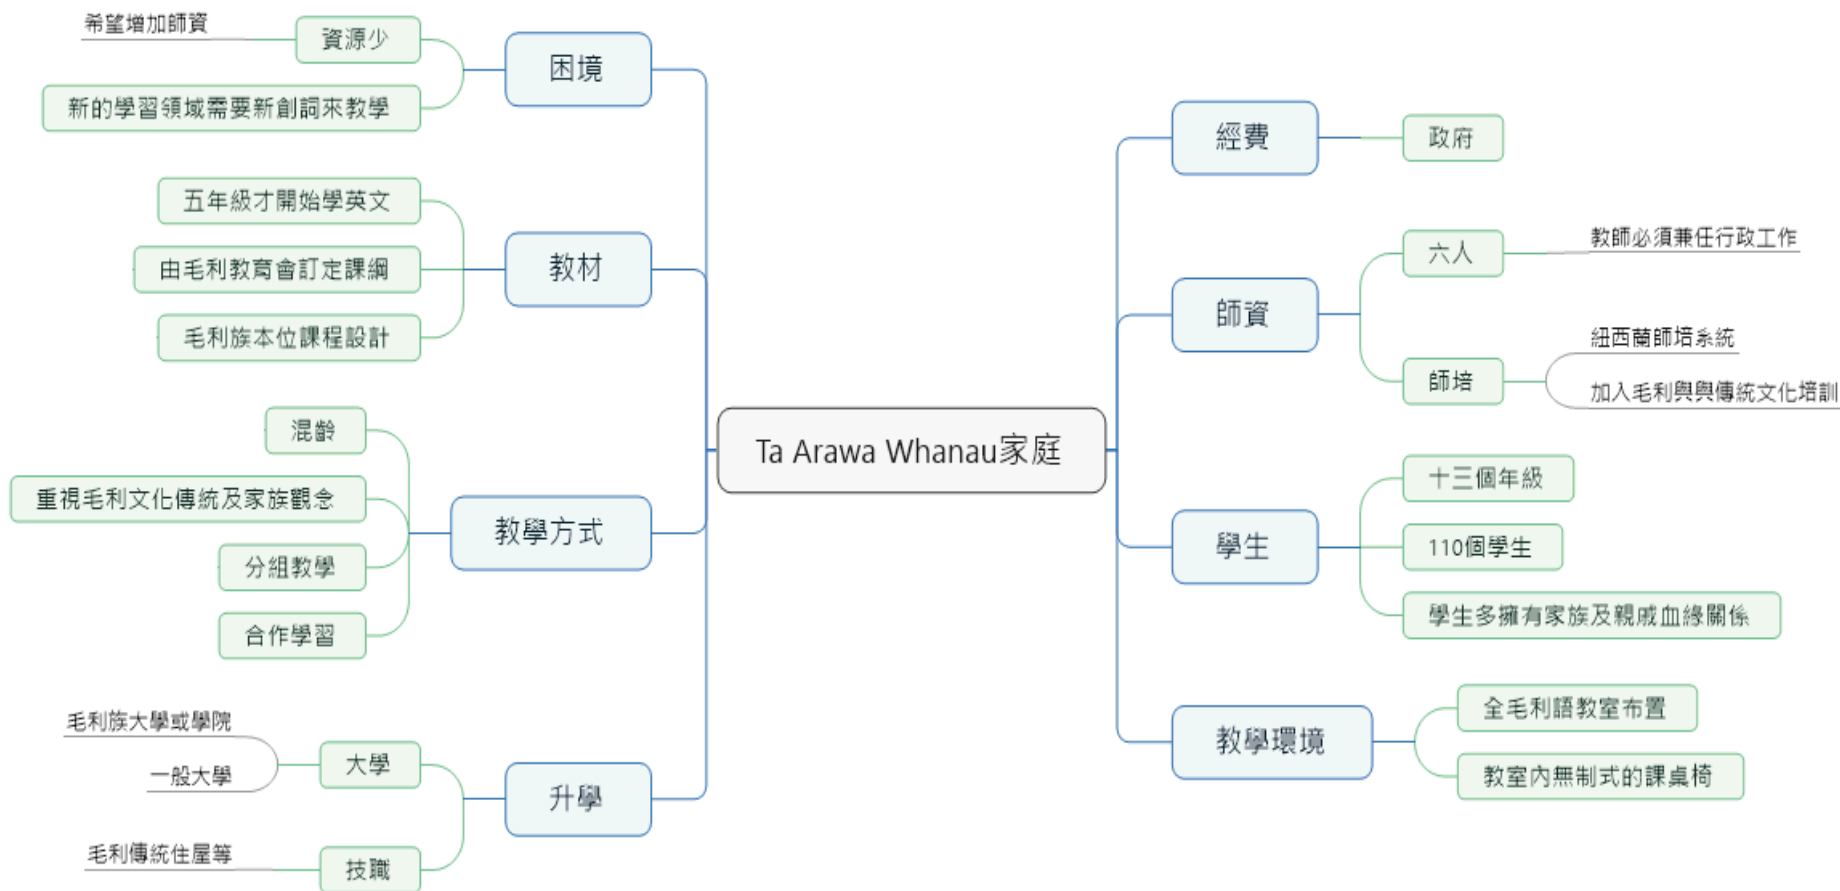 Ta Arawa Whanau家庭
困境
資源少
希望增加師資
新的學習領域需要新創詞來教學
教材
五年級才開始學英文
由毛利教育會訂定課綱
毛利族本位課程設計
教學方式
混齡
重視毛利文化傳統及家族觀念
分組教學
合作學習
升學
大學
毛利族大學或學院
一般大學
技職
毛利傳統住屋等
經費
政府
師資
六人
教師必須兼任行政工作
師培
紐西蘭師培系統
加入毛利與與傳統文化培訓
學生
十三個年級
110個學生
學生多擁有家族及親戚血緣關係
教學環境
全毛利語教室布置
教室內無制式的課桌椅